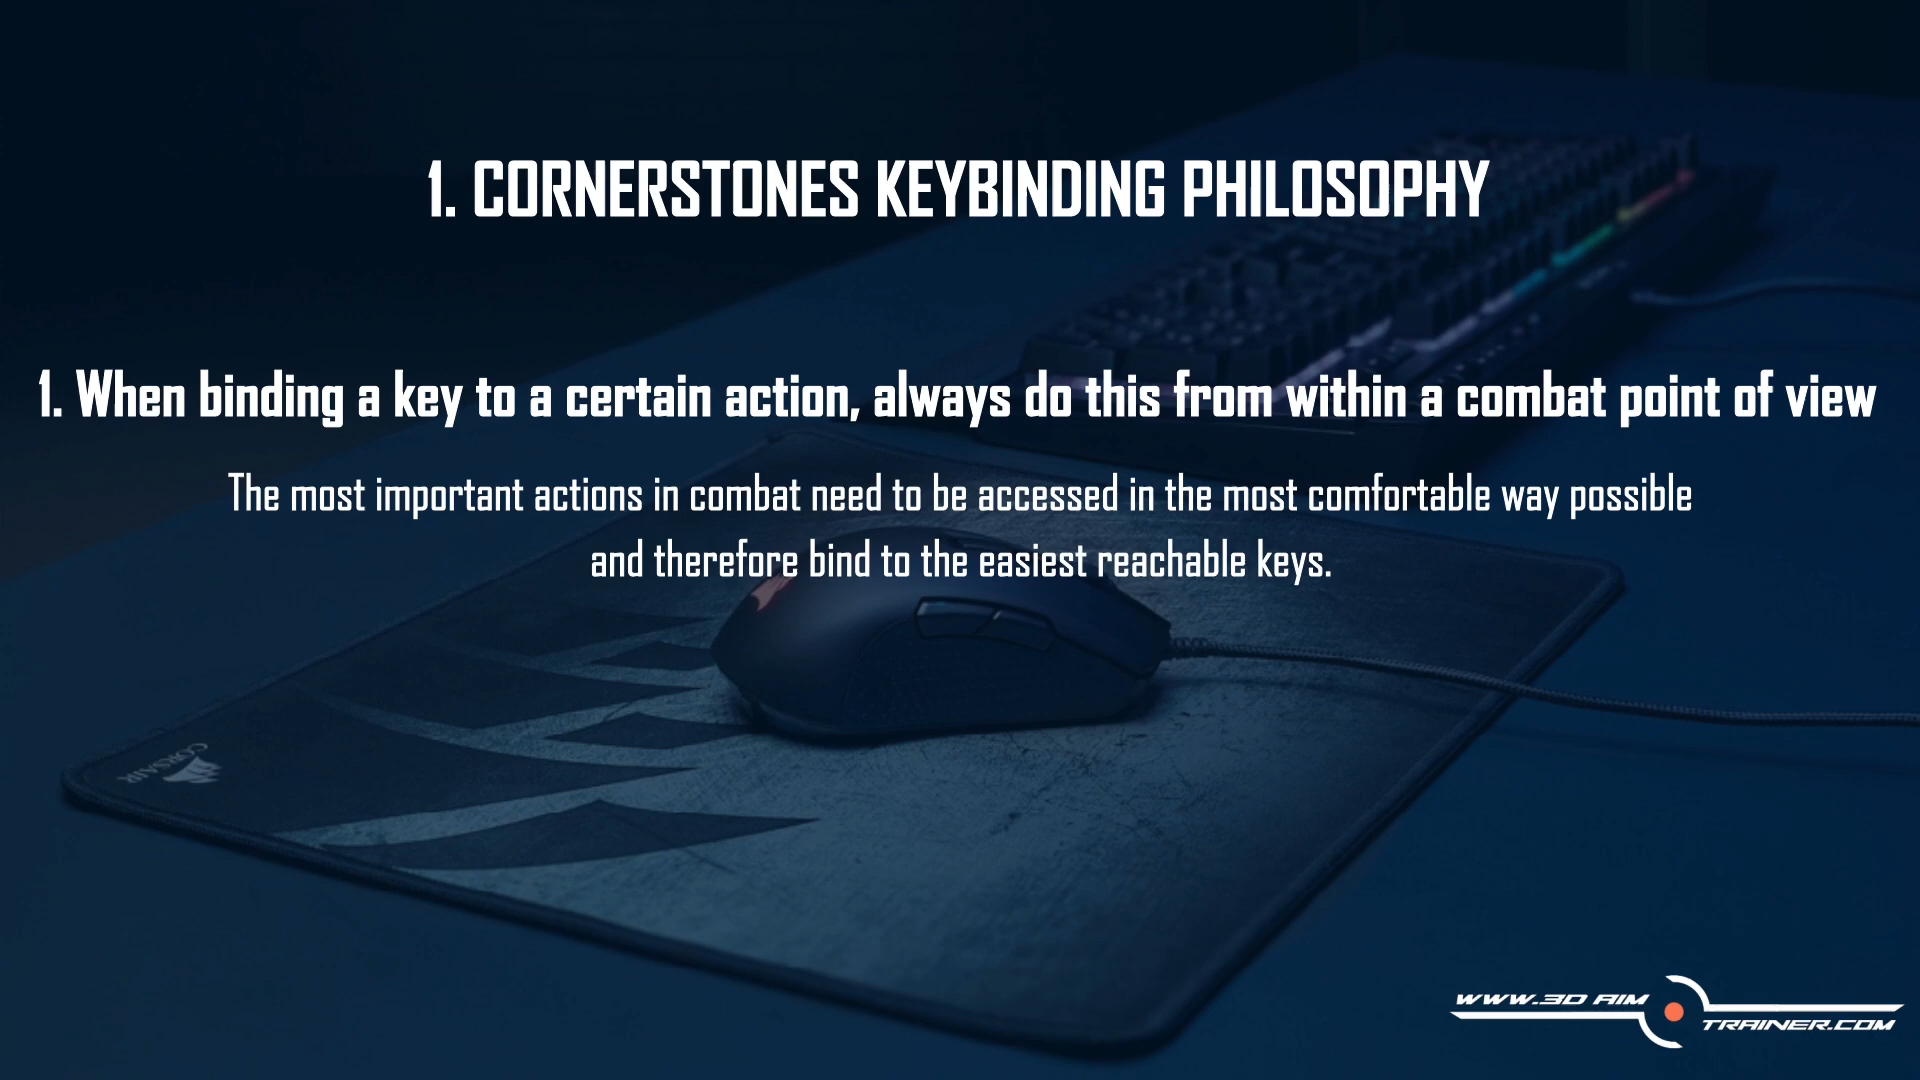 1. CORNERSTONES KEYBINDING PHILOSOPHY
1. When binding a key to a certain action, always do this from within a combat point of view
The most important actions in combat need to be accessed in the most comfortable way possible
and therefore bind to the easiest reachable keys.
CORSAIR
WWW.3D AIM
TRAINER.COM